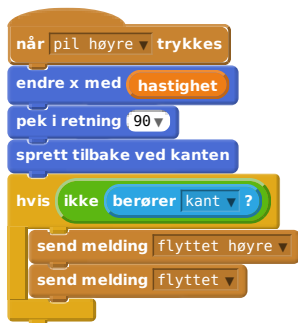 når pil høyre trykkes
endre x med hastighet
pek i retning 90
sprett tilbake ved kanten
hvis ikke berører kant ?
send melding flyttet høyre
send melding flyttet